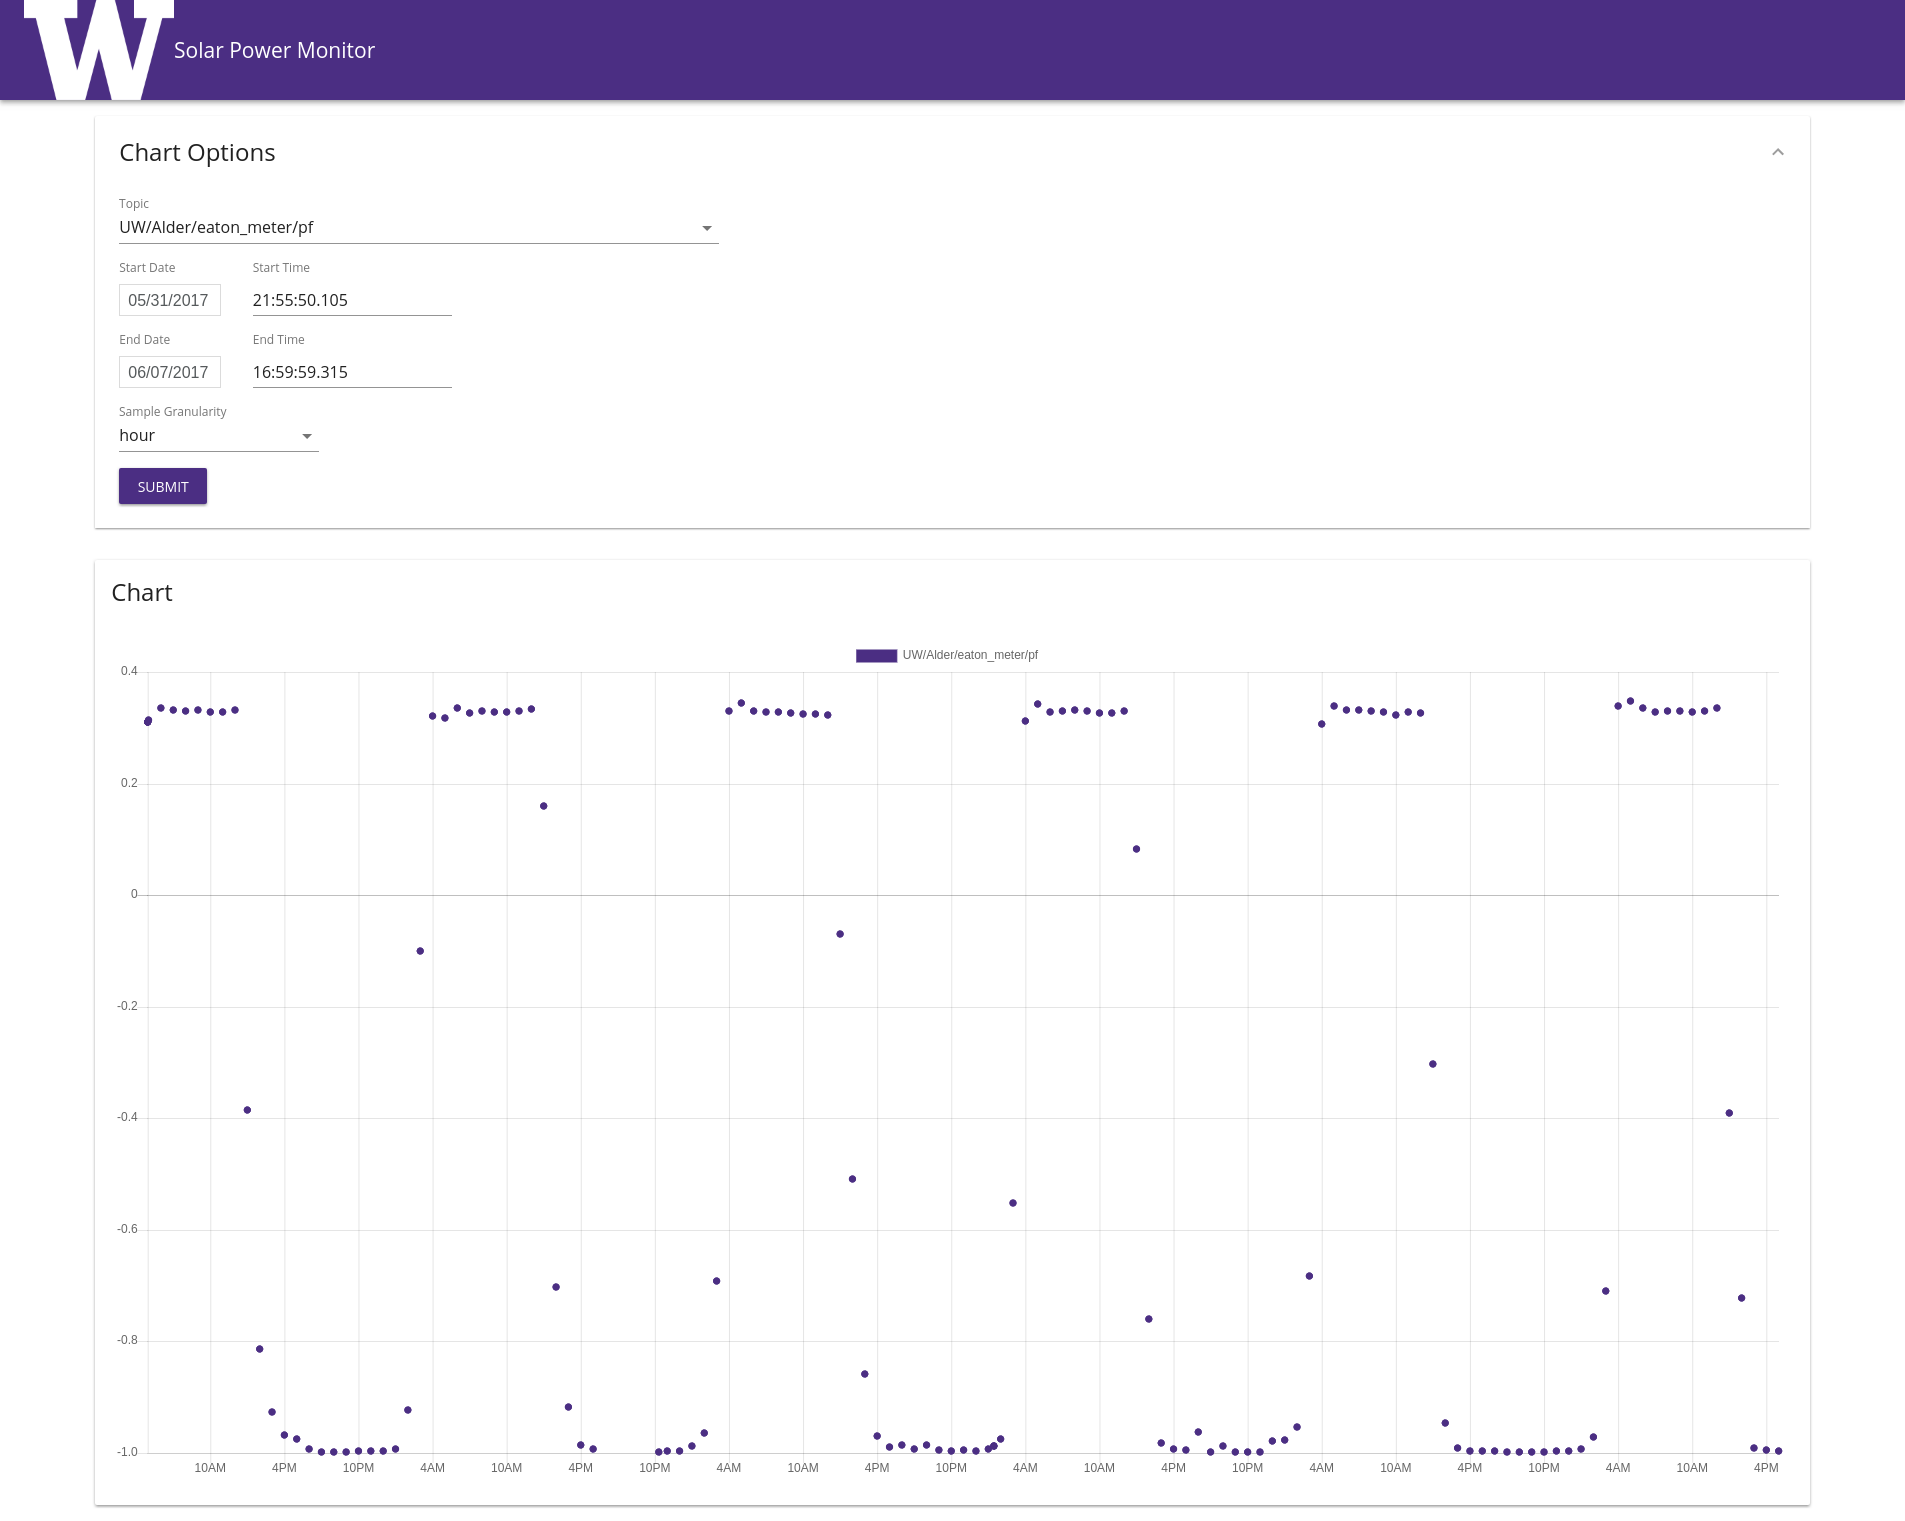 W Solar Power Monitor
Chart Options
Topic
UW/Alder/eaton_meter/pf
Start Date Start Time
05/31/2017 21:55:50.105
End Date End Time
06/07/2017 16:59:59.315
Sample Granularity
hour
SUBMIT
Chart
UW/Alder/eaton_meter/pf
0.4
0.2
0
-0.2
-0.4
-0.6
-0.8
-1.0
10AM 4PM 10PM 4AM 10AM 4PM 10PM 4AM 10AM 4PM 10PM 4AM 10AM 4PM 10PM 4AM 10AM 4PM 10PM 4AM 10AM 4PM